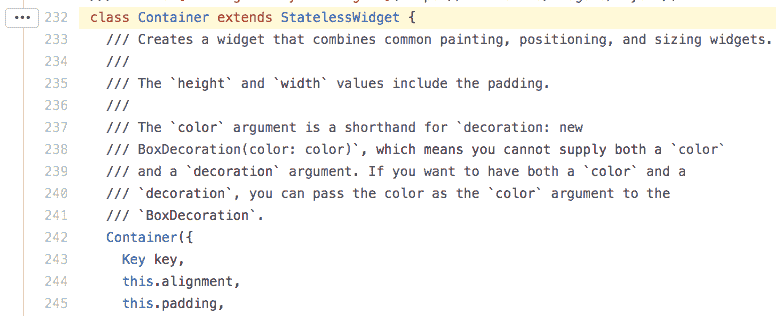 232 class Container extends StatelessWidget {
233 /// Creates a widget that combines common painting, positioning, and sizing widgets.
234 ///
235 /// The `height` and `width` values include the padding.
236 ///
237 /// The `color` argument is a shorthand for `decoration: new
238 /// BoxDecoration(color: color)`, which means you cannot supply both a `color`
239 /// and a `decoration` argument. If you want to have both a `color` and a
240 /// `decoration`, you can pass the color as the `color` argument to the
241 /// `BoxDecoration`.
242 Container({
243 Key key,
244 this.alignment,
245 this.padding,